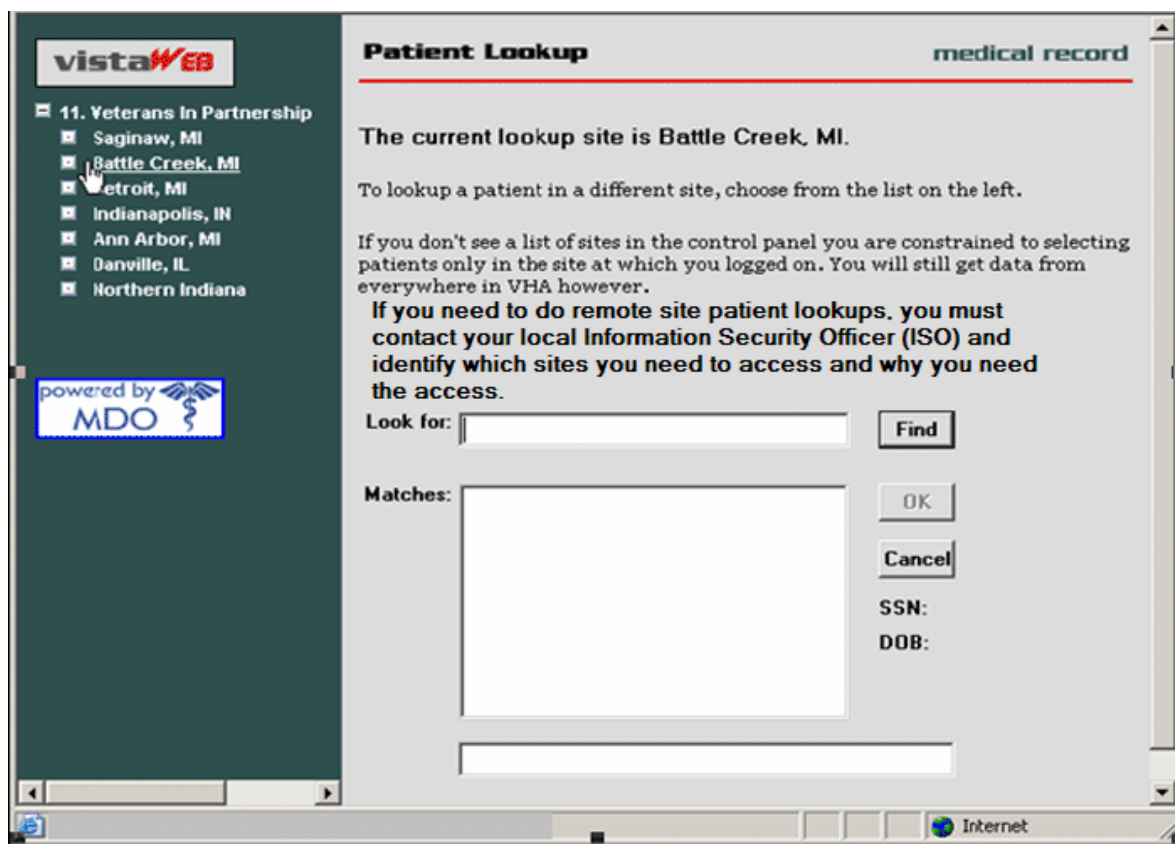 vistaWEB
11. Veterans In Partnership
Saginaw, MI
Battle Creek, MI
Detroit, MI
Indianapolis, IN
Ann Arbor, MI
Danville, IL
Northern Indiana
powered by
MDO
Patient Lookup
medical record
The current lookup site is Battle Creek, MI.
To lookup a patient in a different site, choose from the list on the left.
If you don't see a list of sites in the control panel you are constrained to selecting
patients only in the site at which you logged on. You will still get data from
everywhere in VHA however.
If you need to do remote site patient lookups, you must
contact your local Information Security Officer (ISO) and
identify which sites you need to access and why you need
the access.
Look for:
Find
Matches:
OK
Cancel
SSN:
DOB:
Internet